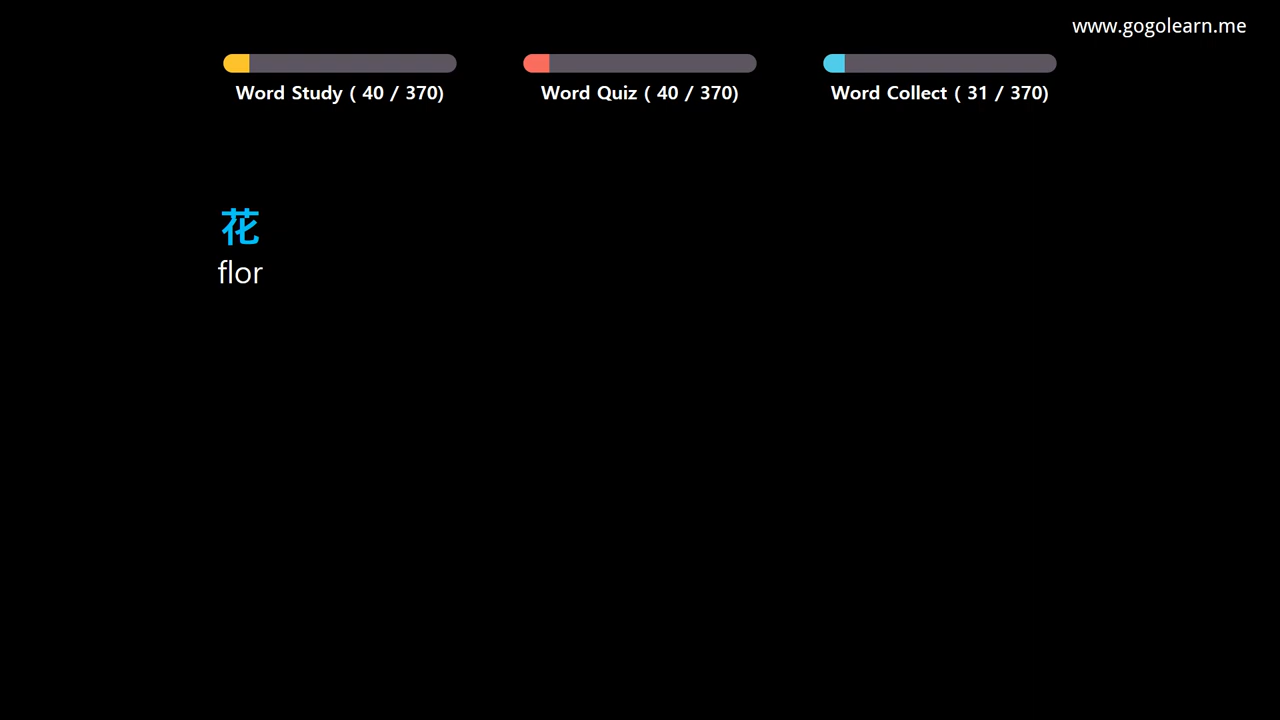 www.gogolearn.me
Word Study ( 40 / 370)
Word Quiz ( 40 / 370)
Word Collect ( 31 / 370)
花
flor